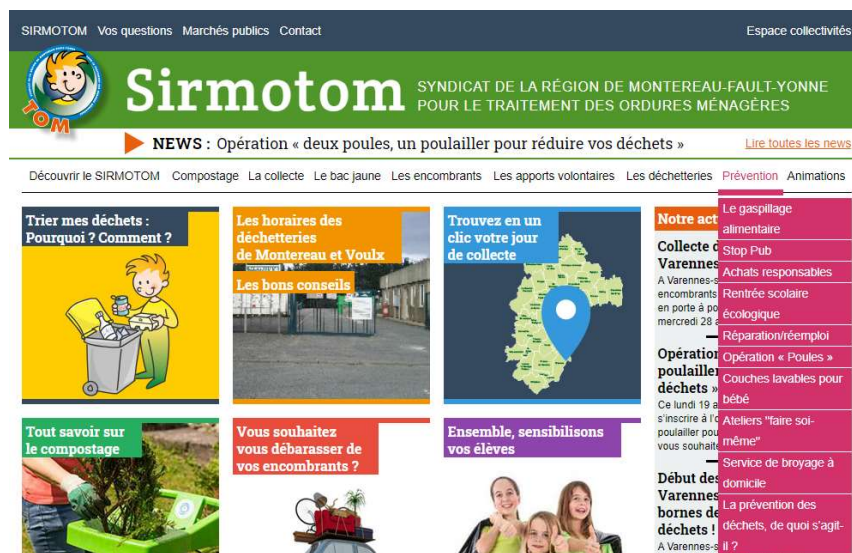 SIRMOTOM Vos questions Marchés publics Contact
Espace collectivités
TOM
Sirmotom
SYNDICAT DE LA RÉGION DE MONTEREAU-FAULT-YONNE
POUR LE TRAITEMENT DES ORDURES MÉNAGÈRES
NEWS : Opération « deux poules, un poulailler pour réduire vos déchets »
Lire toutes les news
Découvrir le SIRMOTOM Compostage La collecte Le bac jaune Les encombrants Les apports volontaires Les déchetteries Prévention Animations
Trier mes déchets :
Pourquoi ? Comment ?
Les horaires des
déchetteries
de Montereau et Voulx
Les bons conseils
Trouvez en un
clic votre jour
de collecte
Tout savoir sur
le compostage
Vous souhaitez
vous débarasser de
vos encombrants ?
Ensemble, sensibilisons
vos élèves
Notre act
Collecte d
Varennes
A Varennes-s
encombrants
en porte à po
mercredi 28 a
Opération
poulailler
déchets »
Ce lundi 19 a
s'inscrire à l'o
poulailler pou
vous souhaite
Début des
Varennes
bornes de
déchets !
A Varennes-s
Le gaspillage
alimentaire
Stop Pub
Achats responsables
Rentrée scolaire
écologique
Réparation/réemploi
Opération « Poules »
Couches lavables pour
bébé
Ateliers "faire soi-
même"
Service de broyage à
domicile
La prévention des
déchets, de quoi s'agit-
il ?